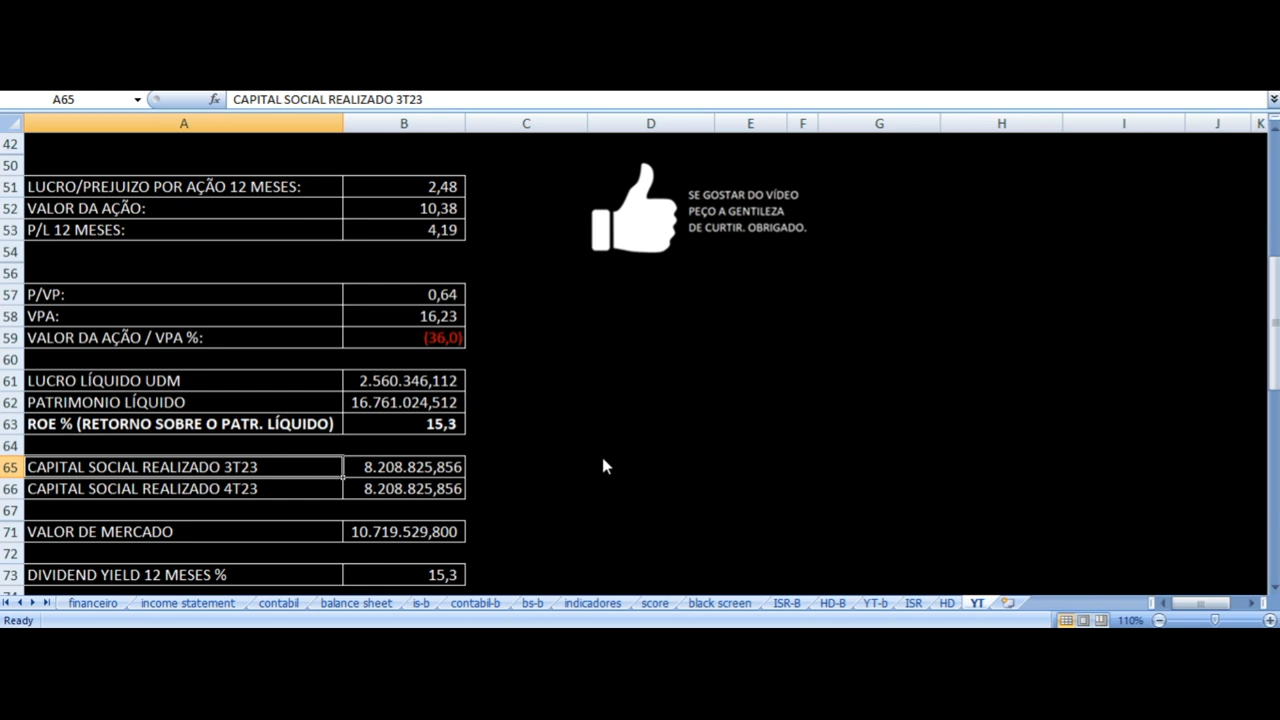 A65 fx CAPITAL SOCIAL REALIZADO 3T23
A B C D E F G H I J K
42
50
51 LUCRO/PREJUIZO POR AÇÃO 12 MESES: 2,48
52 VALOR DA AÇÃO: 10,38
53 P/L 12 MESES: 4,19
54
56
57 P/VP: 0,64
58 VPA: 16,23
59 VALOR DA AÇÃO / VPA %: (36,0)
60
61 LUCRO LÍQUIDO UDM 2.560.346,112
62 PATRIMONIO LÍQUIDO 16.761.024,512
63 ROE % (RETORNO SOBRE O PATR. LÍQUIDO) 15,3
64
65 CAPITAL SOCIAL REALIZADO 3T23 8.208.825,856
66 CAPITAL SOCIAL REALIZADO 4T23 8.208.825,856
67
71 VALOR DE MERCADO 10.719.529,800
72
73 DIVIDEND YIELD 12 MESES % 15,3
SE GOSTAR DO VÍDEO
PEÇO A GENTILEZA
DE CURTIR. OBRIGADO.
financeiro income statement contabil balance sheet is-b contabil-b bs-b indicadores score black screen ISR-B HD-B YT-b ISR HD YT
Ready 110%